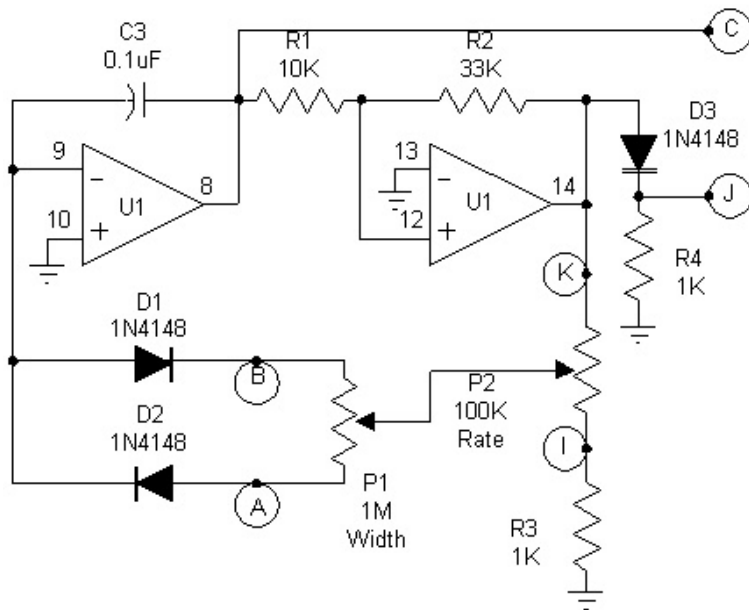 C3
0.1uF
R1
10K
R2
33K
C
D3
1N4148
9
-
8
U1
10
+
13
-
14
U1
12
+
J
K
R4
1K
D1
1N4148
B
P2
100K
Rate
D2
1N4148
A
P1
1M
Width
I
R3
1K